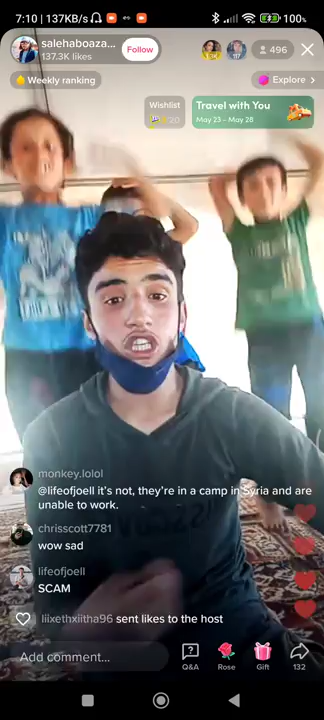 7:10 | 137KB/s
100%
salehaboaza...
137.3K likes
Follow
496
Weekly ranking
Explore >
Wishlist
Travel with You
May 23 – May 28
monkey.lolol
@lifeofjoell it's not, they're in a camp in Syria and are
unable to work.
chrisscott7781
wow sad
lifeofjoell
SCAM
liixethxiitha96 sent likes to the host
Add comment...
Q&A
Rose
Gift
132